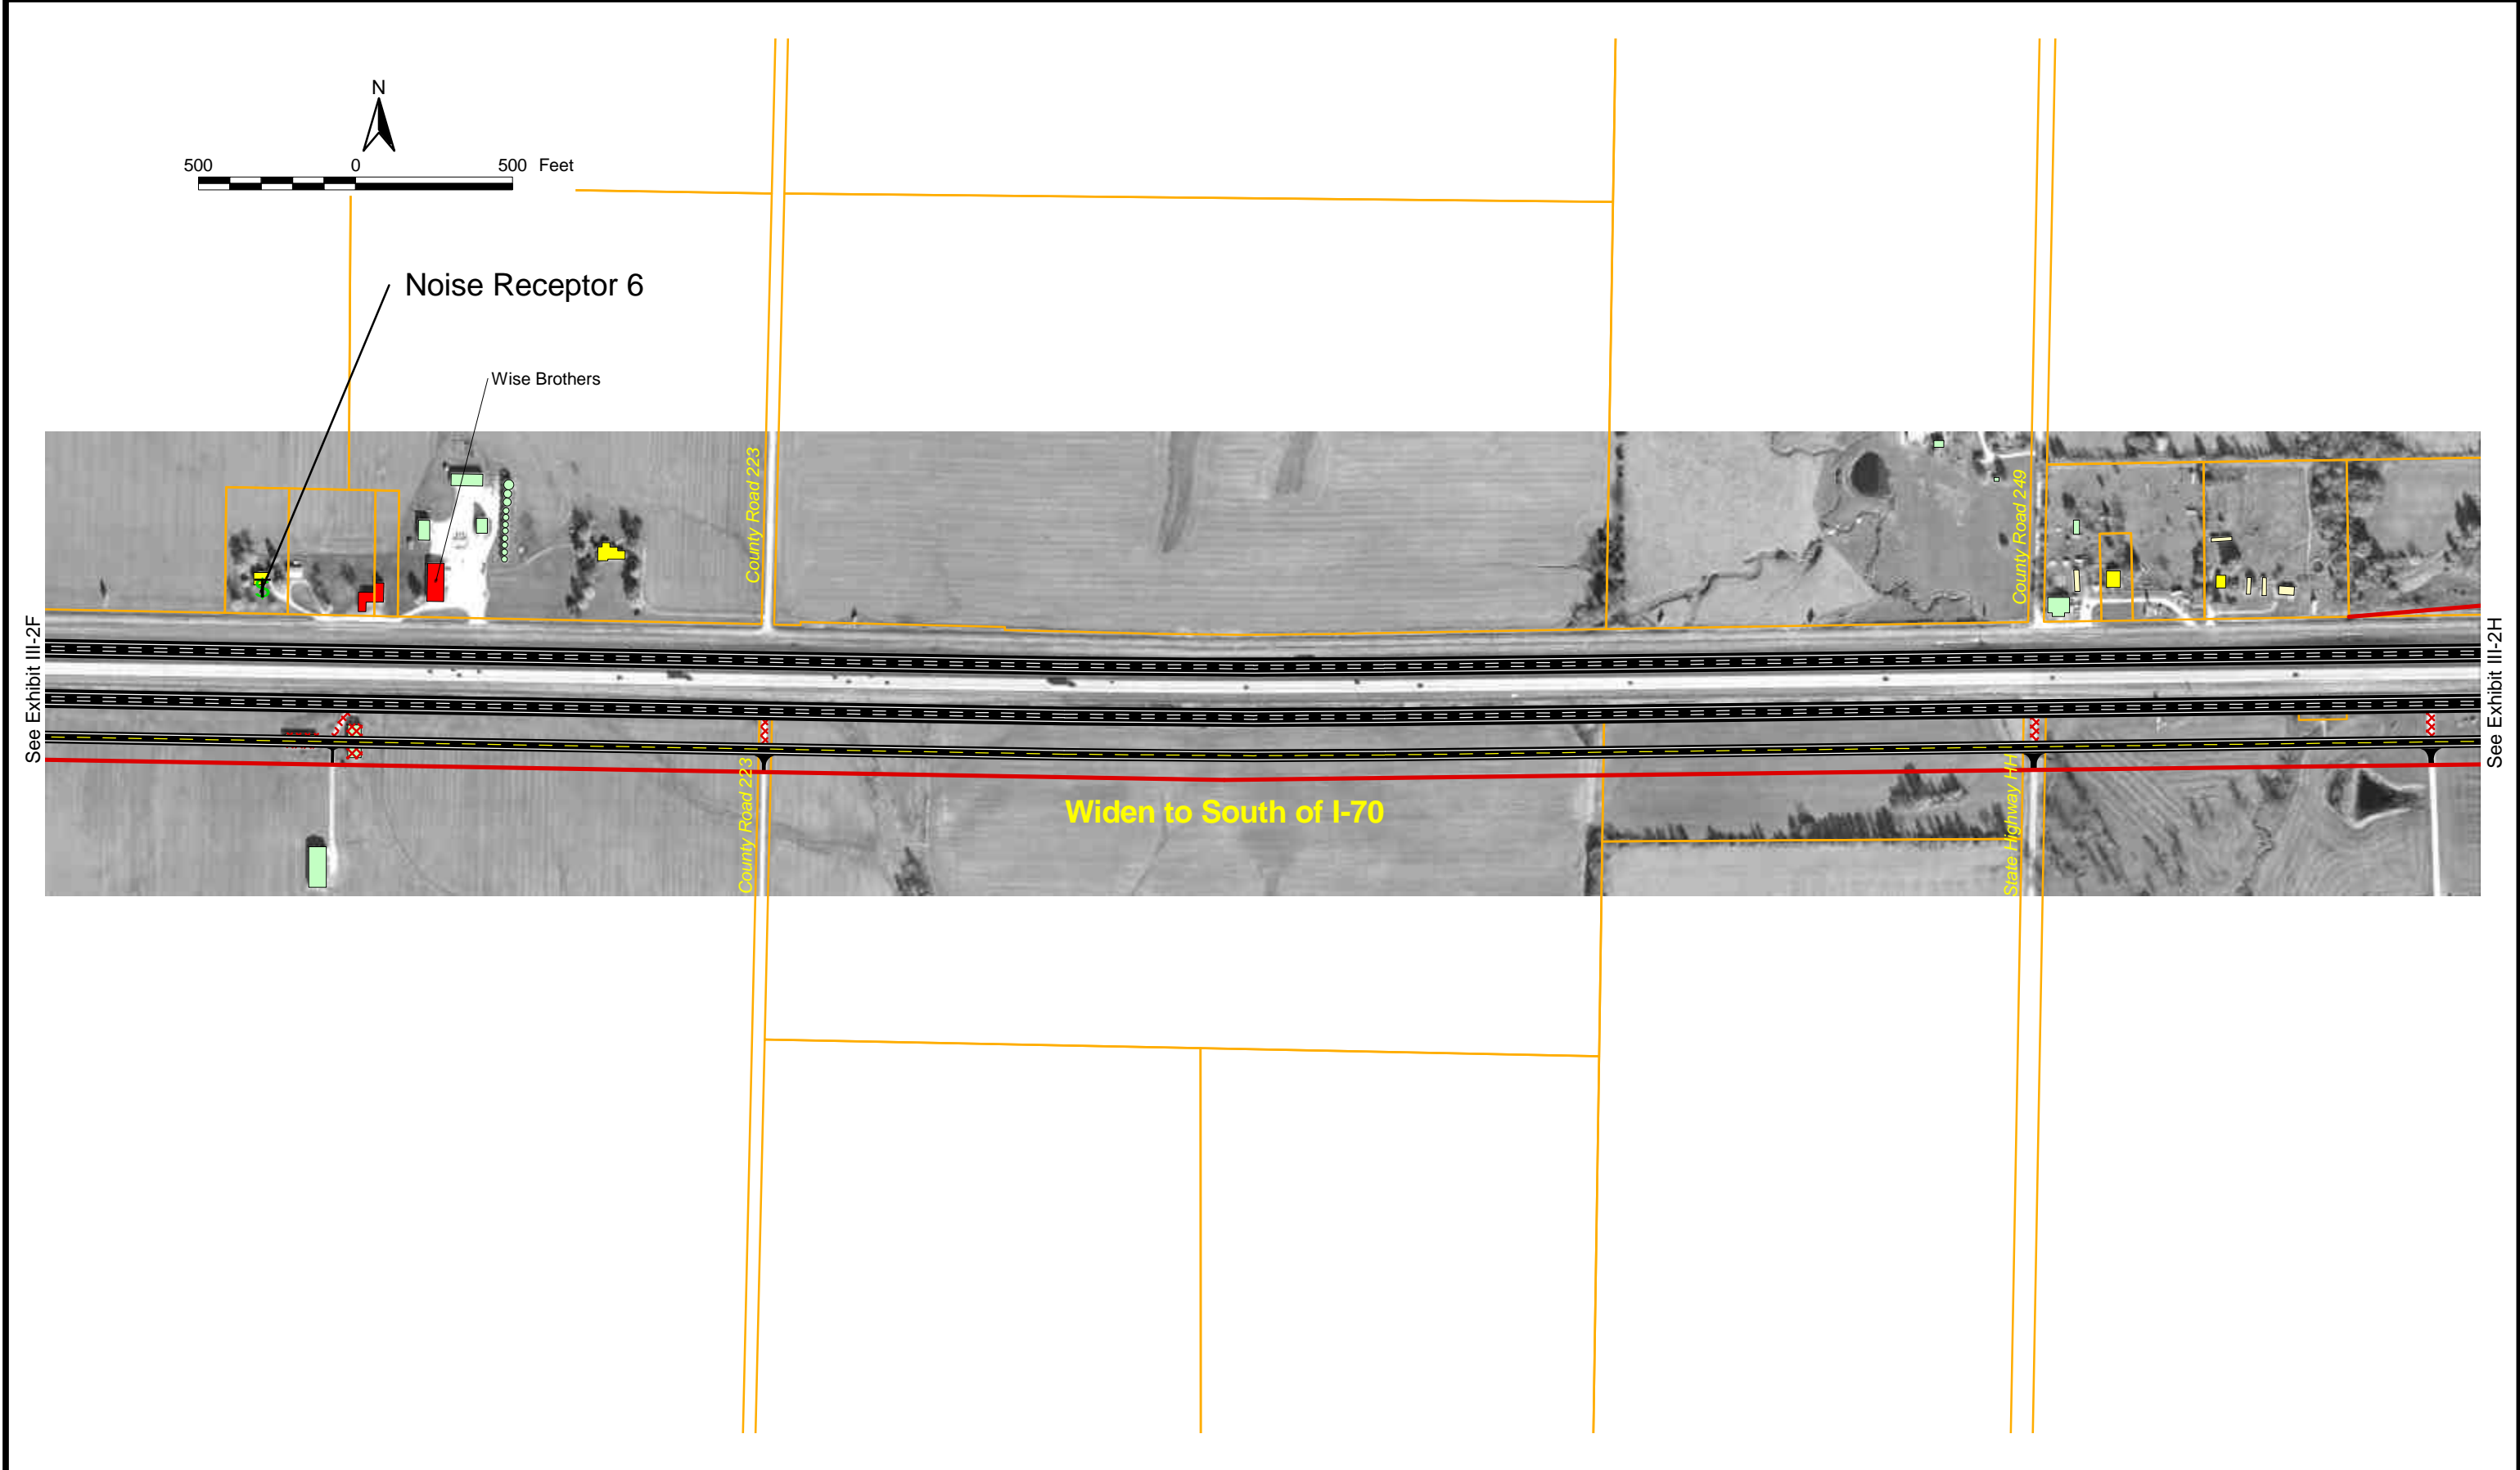 N
500 0 500 Feet
Noise Receptor 6
Wise Brothers
County Road 223
County Road 249
See Exhibit III-2F
See Exhibit III-2H
County Road 223
Widen to South of I-70
State Highway HH